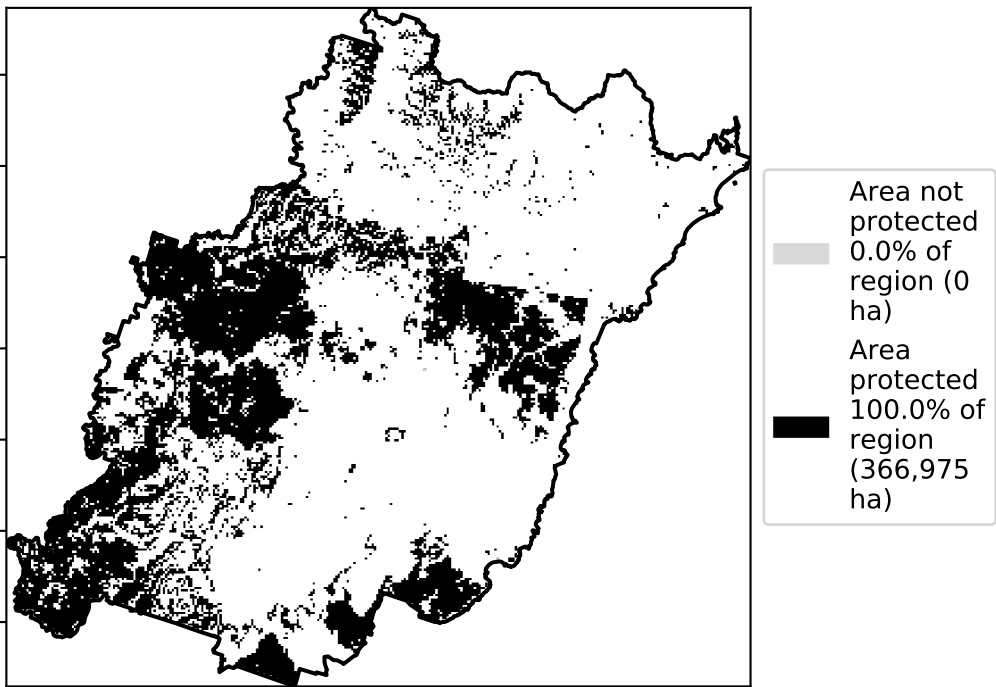 Area not
protected
0.0% of
region (0
ha)
Area
protected
100.0% of
region
(366,975
ha)